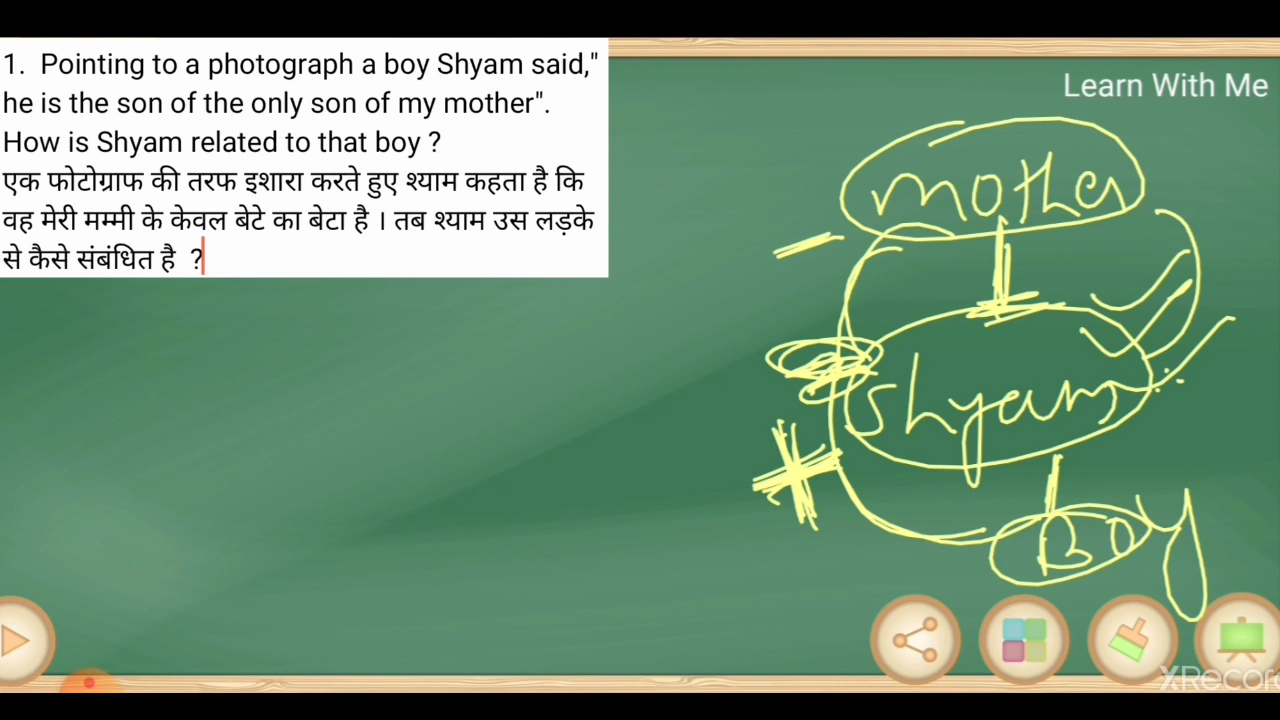 1. Pointing to a photograph a boy Shyam said,"
he is the son of the only son of my mother".
How is Shyam related to that boy ?
एक फोटोग्राफ की तरफ इशारा करते हुए श्याम कहता है कि
वह मेरी मम्मी के केवल बेटे का बेटा है । तब श्याम उस लड़के
से कैसे संबंधित है ?
Learn With Me
mother
shyam
Boy
XRecor